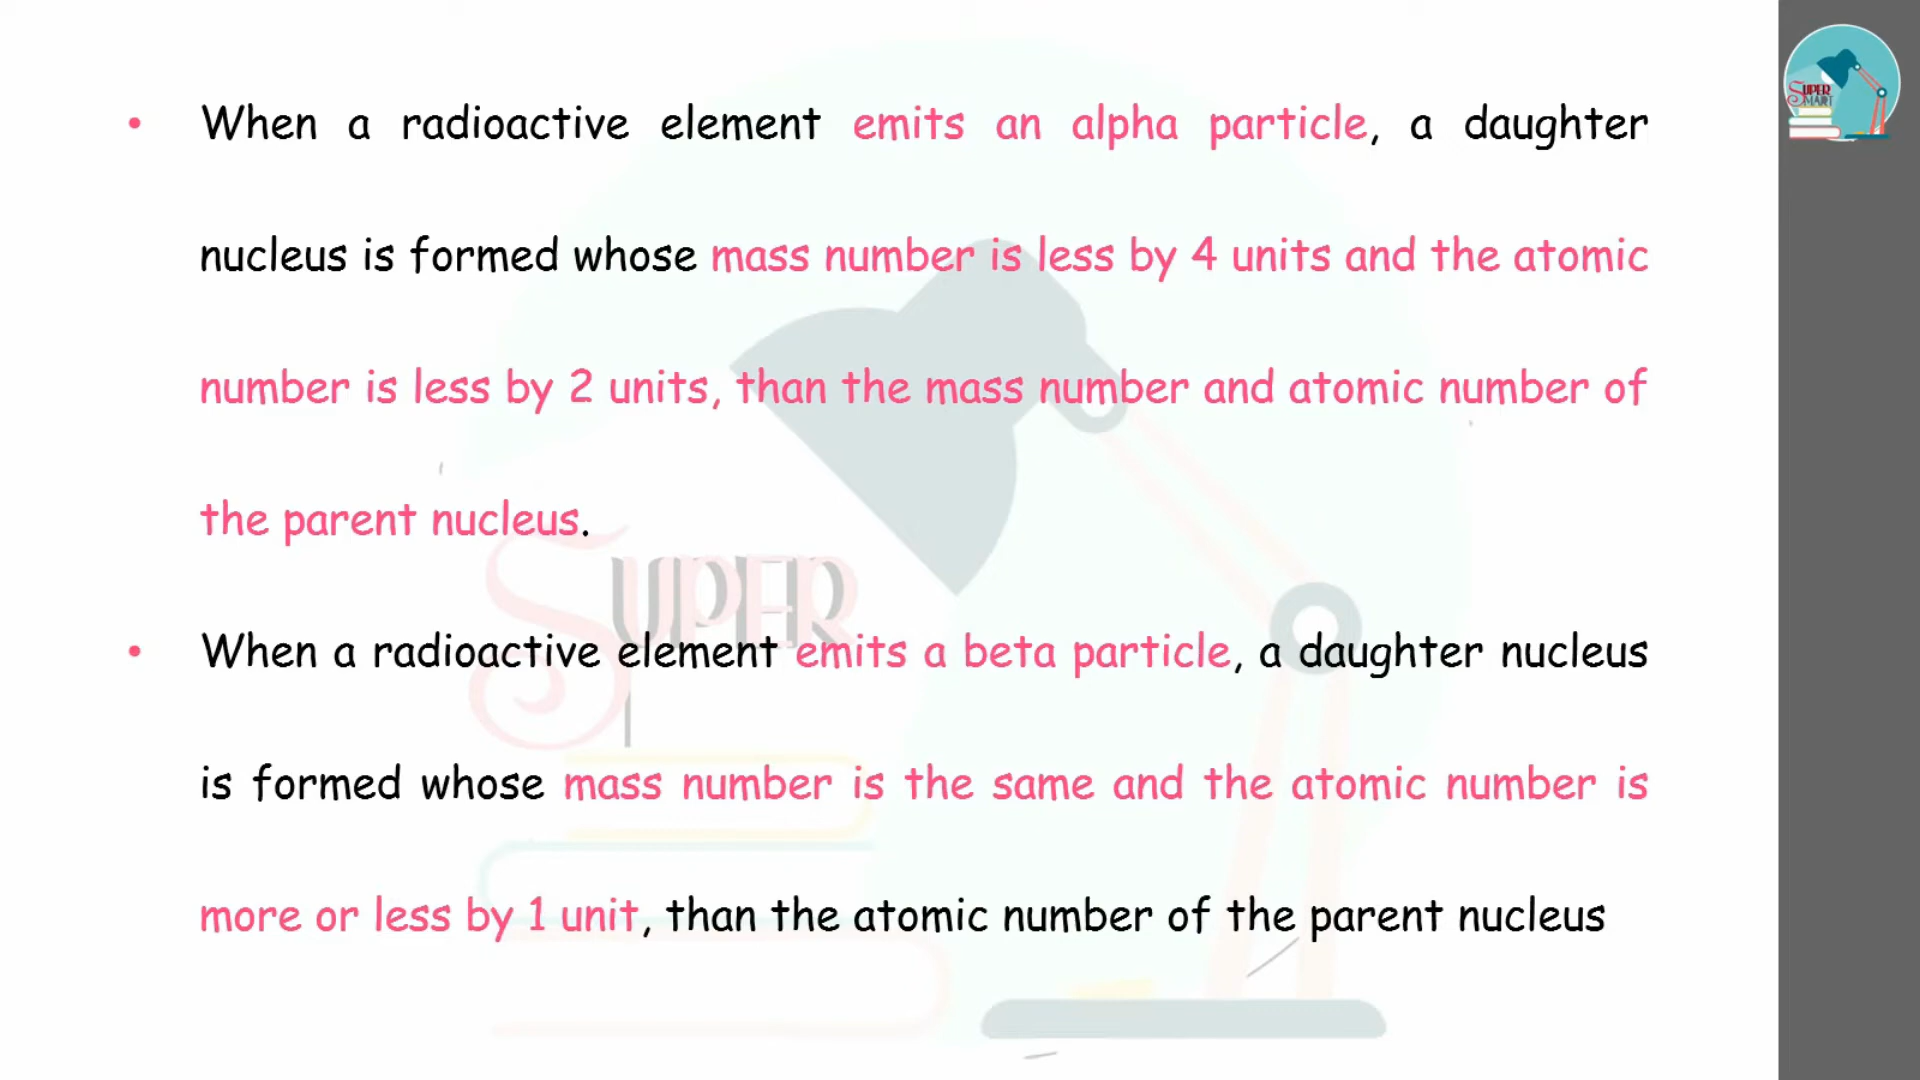 • When a radioactive element emits an alpha particle, a daughter
nucleus is formed whose mass number is less by 4 units and the atomic
number is less by 2 units, than the mass number and atomic number of
the parent nucleus.
• When a radioactive element emits a beta particle, a daughter nucleus
is formed whose mass number is the same and the atomic number is
more or less by 1 unit, than the atomic number of the parent nucleus
SUPER
SUPER
SMART